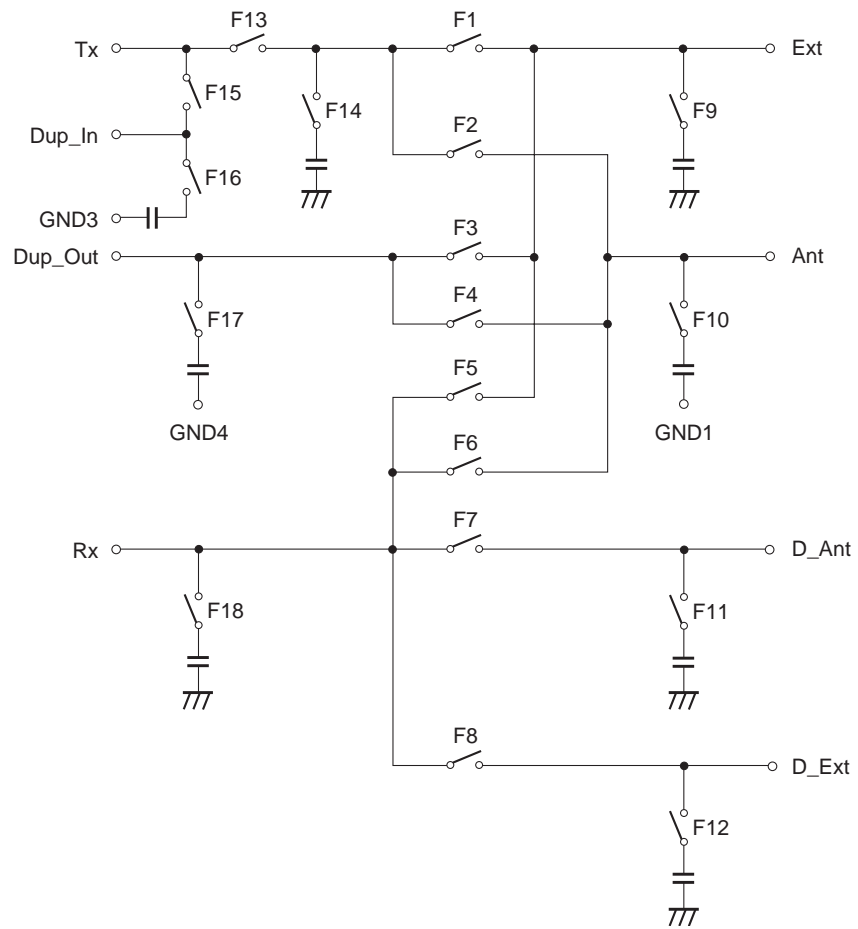 F13 F1
Tx Ext
F15
F14 F9
F2
Dup_In
F16
GND3
F3
Dup_Out Ant
F4
F17 F10
F5
GND4 GND1
F6
F7
Rx D_Ant
F18 F11
F8
D_Ext
F12